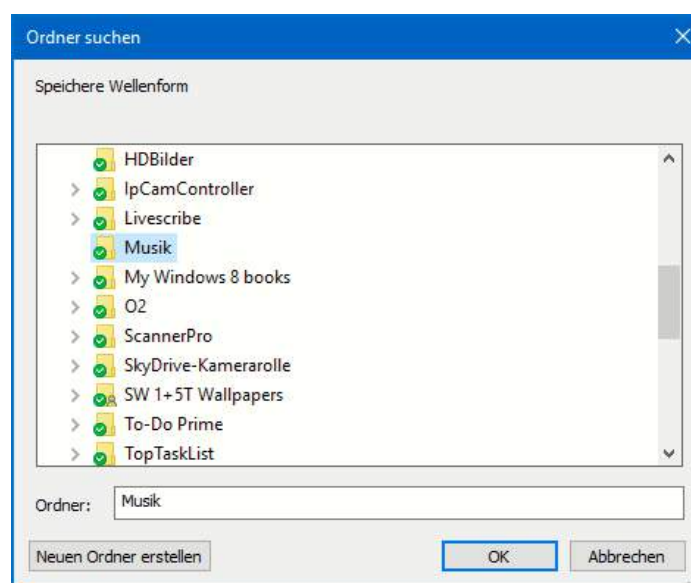 Ordner suchen
Speichere Wellenform
HDBilder
IpCamController
Livescribe
Musik
My Windows 8 books
O2
ScannerPro
SkyDrive-Kamerarolle
SW 1+5T Wallpapers
To-Do Prime
TopTaskList
Ordner: Musik
Neuen Ordner erstellen OK Abbrechen